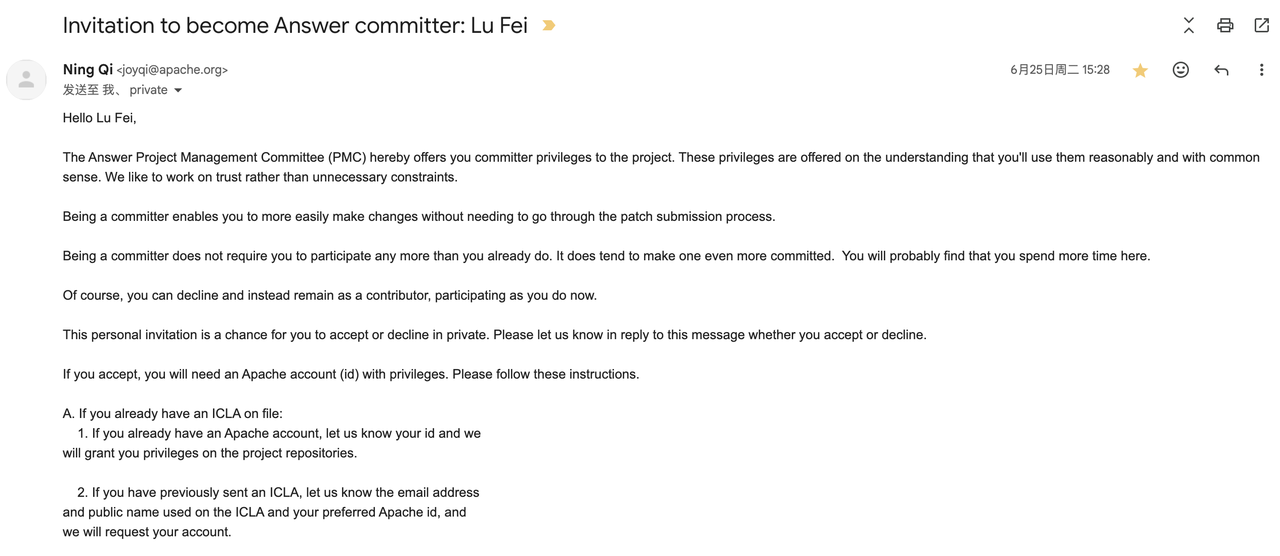 Invitation to become Answer committer: Lu Fei
Ning Qi <joyqi@apache.org>
6月25日周二 15:28
发送至 我、 private
Hello Lu Fei,
The Answer Project Management Committee (PMC) hereby offers you committer privileges to the project. These privileges are offered on the understanding that you'll use them reasonably and with common
sense. We like to work on trust rather than unnecessary constraints.
Being a committer enables you to more easily make changes without needing to go through the patch submission process.
Being a committer does not require you to participate any more than you already do. It does tend to make one even more committed.  You will probably find that you spend more time here.
Of course, you can decline and instead remain as a contributor, participating as you do now.
This personal invitation is a chance for you to accept or decline in private. Please let us know in reply to this message whether you accept or decline.
If you accept, you will need an Apache account (id) with privileges. Please follow these instructions.
A. If you already have an ICLA on file:
1. If you already have an Apache account, let us know your id and we
will grant you privileges on the project repositories.
2. If you have previously sent an ICLA, let us know the email address
and public name used on the ICLA and your preferred Apache id, and
we will request your account.